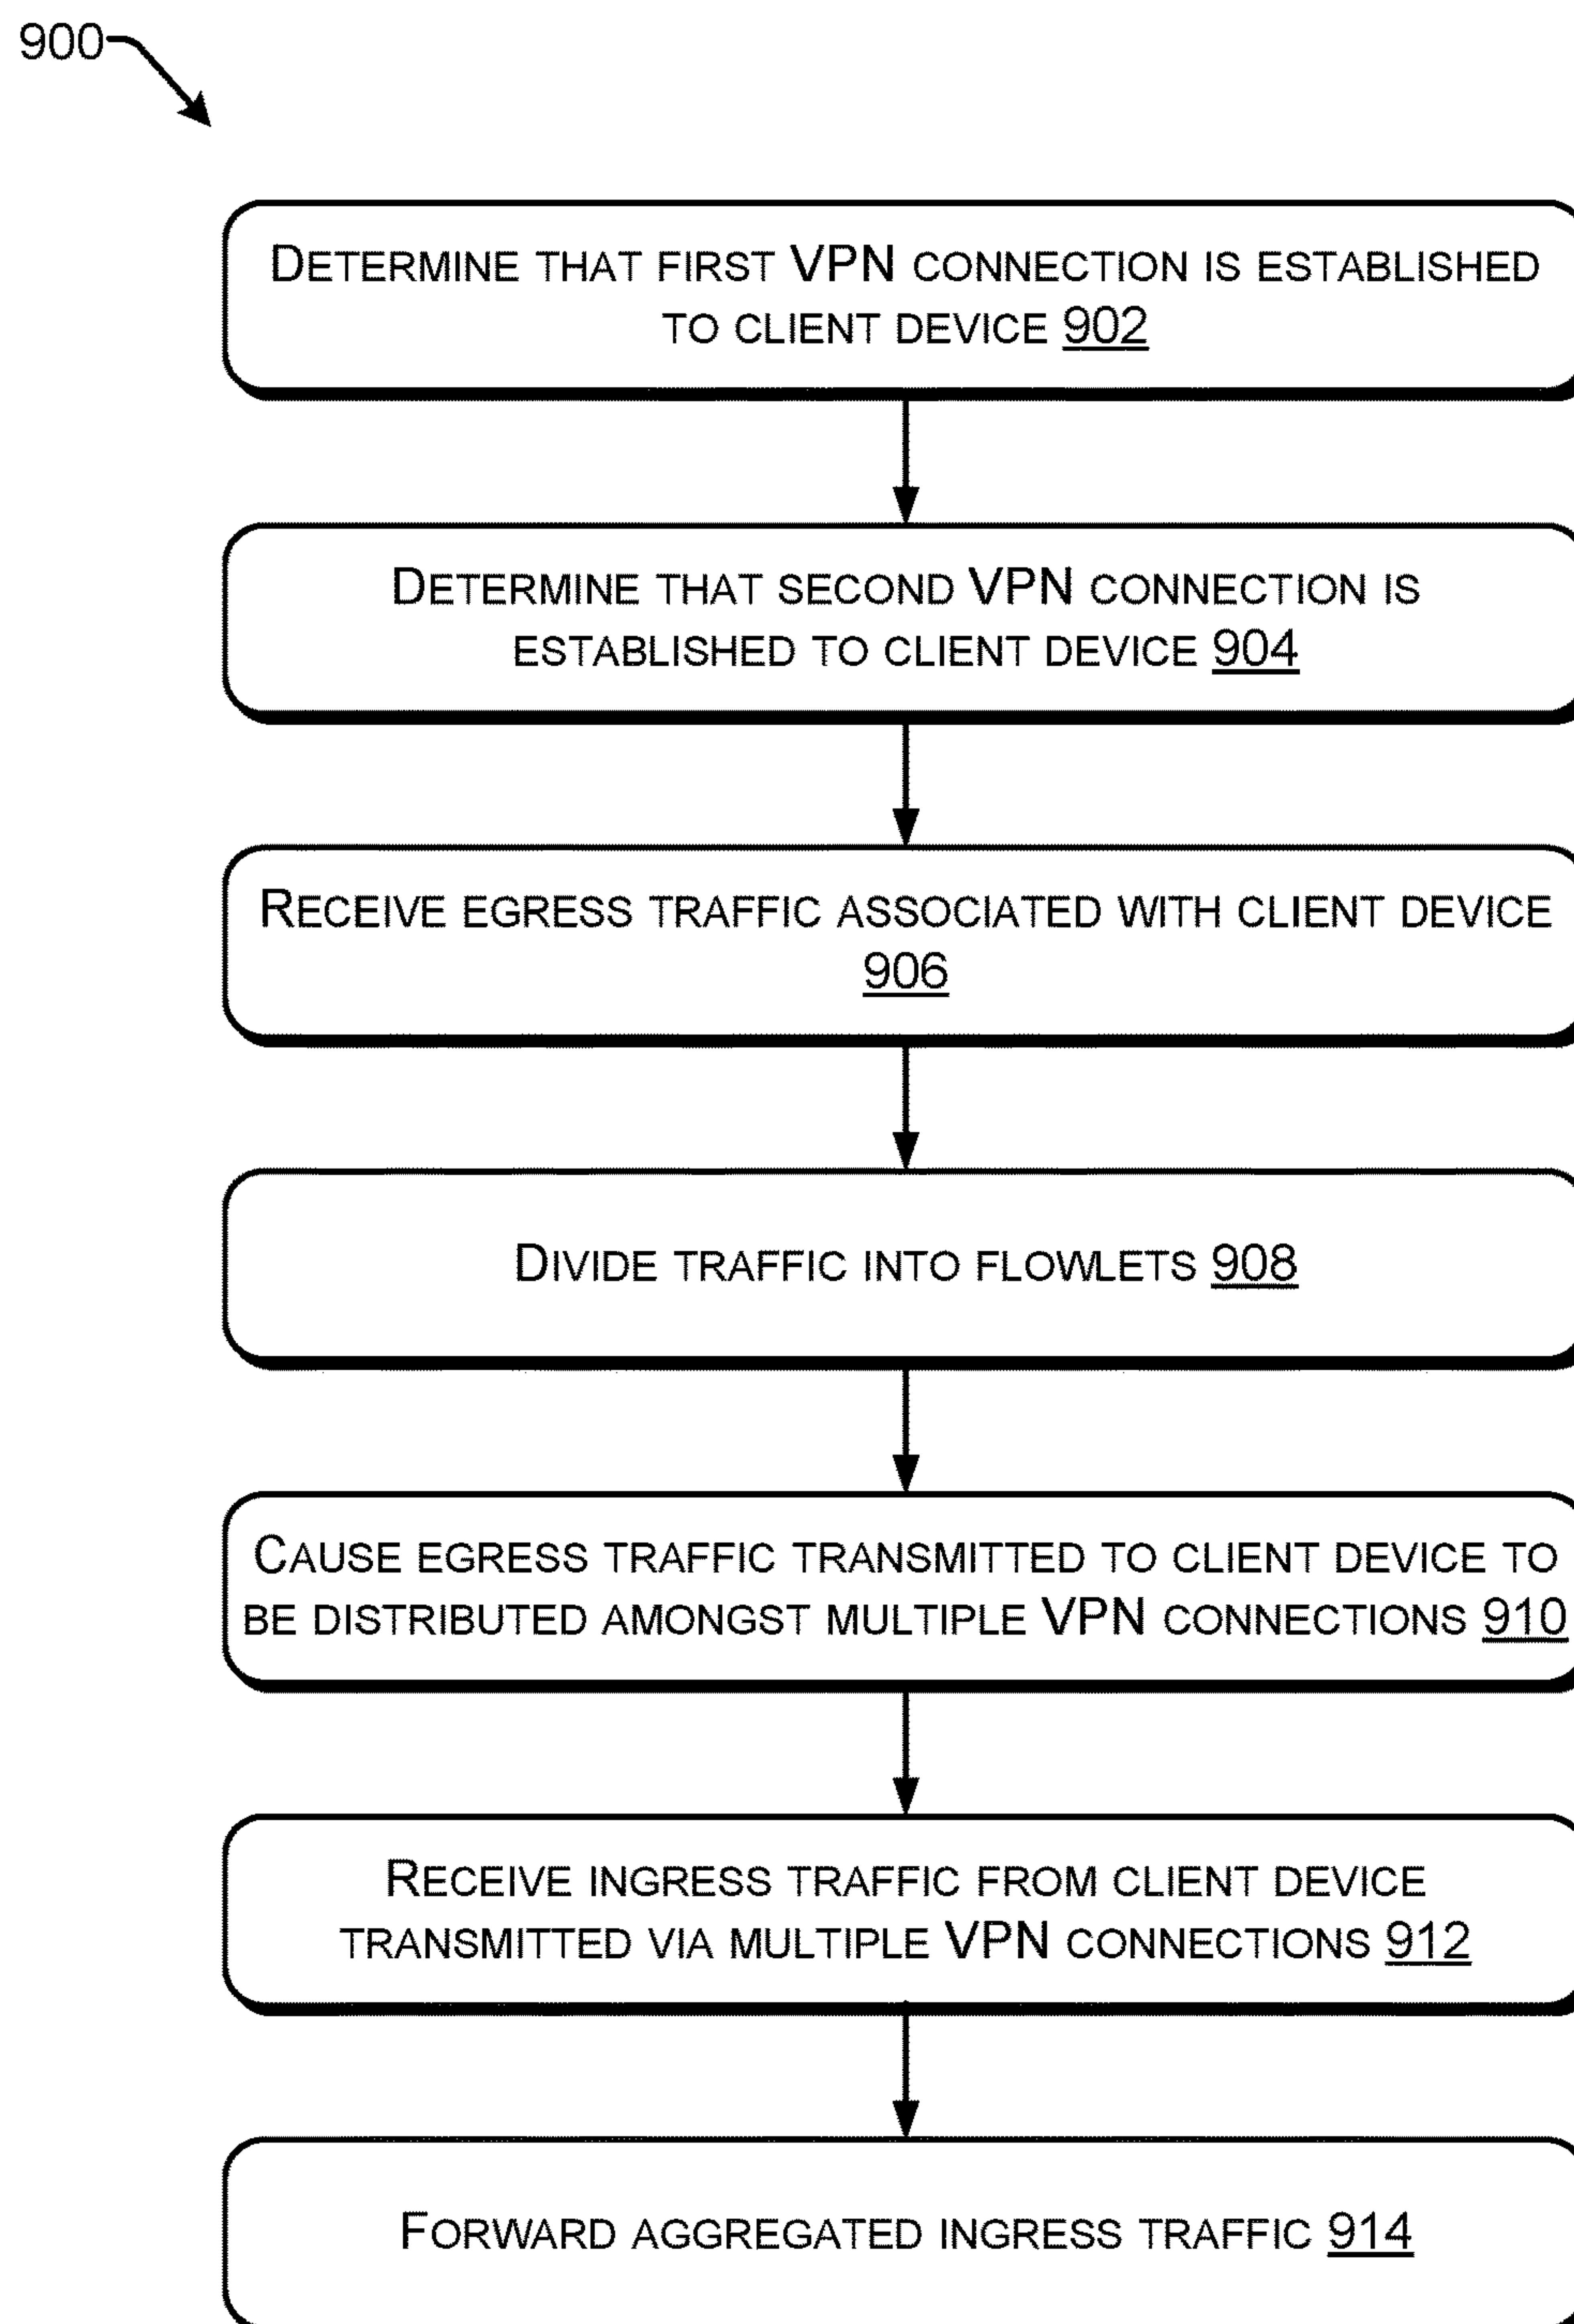 900
DETERMINE THAT FIRST VPN CONNECTION IS ESTABLISHED
TO CLIENT DEVICE 902
DETERMINE THAT SECOND VPN CONNECTION IS
ESTABLISHED TO CLIENT DEVICE 904
RECEIVE EGRESS TRAFFIC ASSOCIATED WITH CLIENT DEVICE
906
DIVIDE TRAFFIC INTO FLOWLETS 908
CAUSE EGRESS TRAFFIC TRANSMITTED TO CLIENT DEVICE TO
BE DISTRIBUTED AMONGST MULTIPLE VPN CONNECTIONS 910
RECEIVE INGRESS TRAFFIC FROM CLIENT DEVICE
TRANSMITTED VIA MULTIPLE VPN CONNECTIONS 912
FORWARD AGGREGATED INGRESS TRAFFIC 914